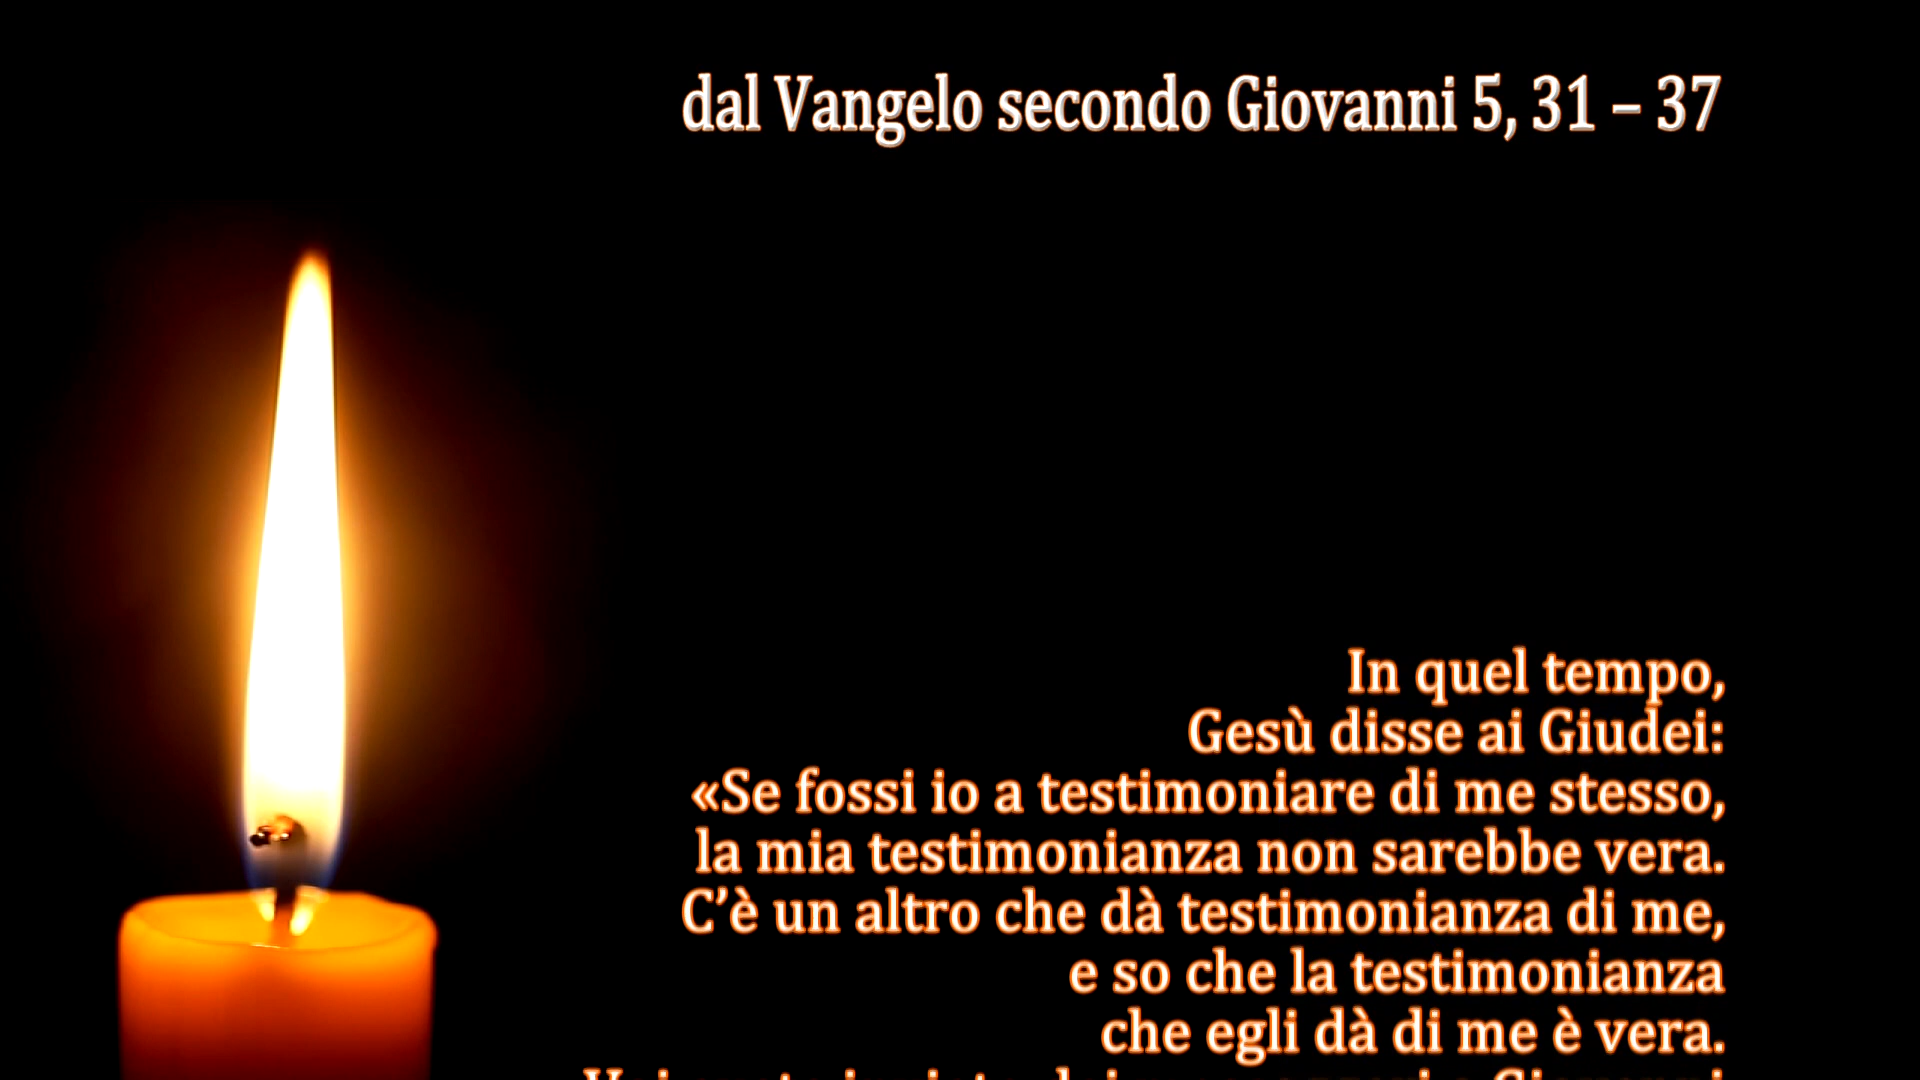 dal Vangelo secondo Giovanni 5, 31 – 37
In quel tempo,
Gesù disse ai Giudei:
«Se fossi io a testimoniare di me stesso,
la mia testimonianza non sarebbe vera.
C’è un altro che dà testimonianza di me,
e so che la testimonianza
che egli dà di me è vera.